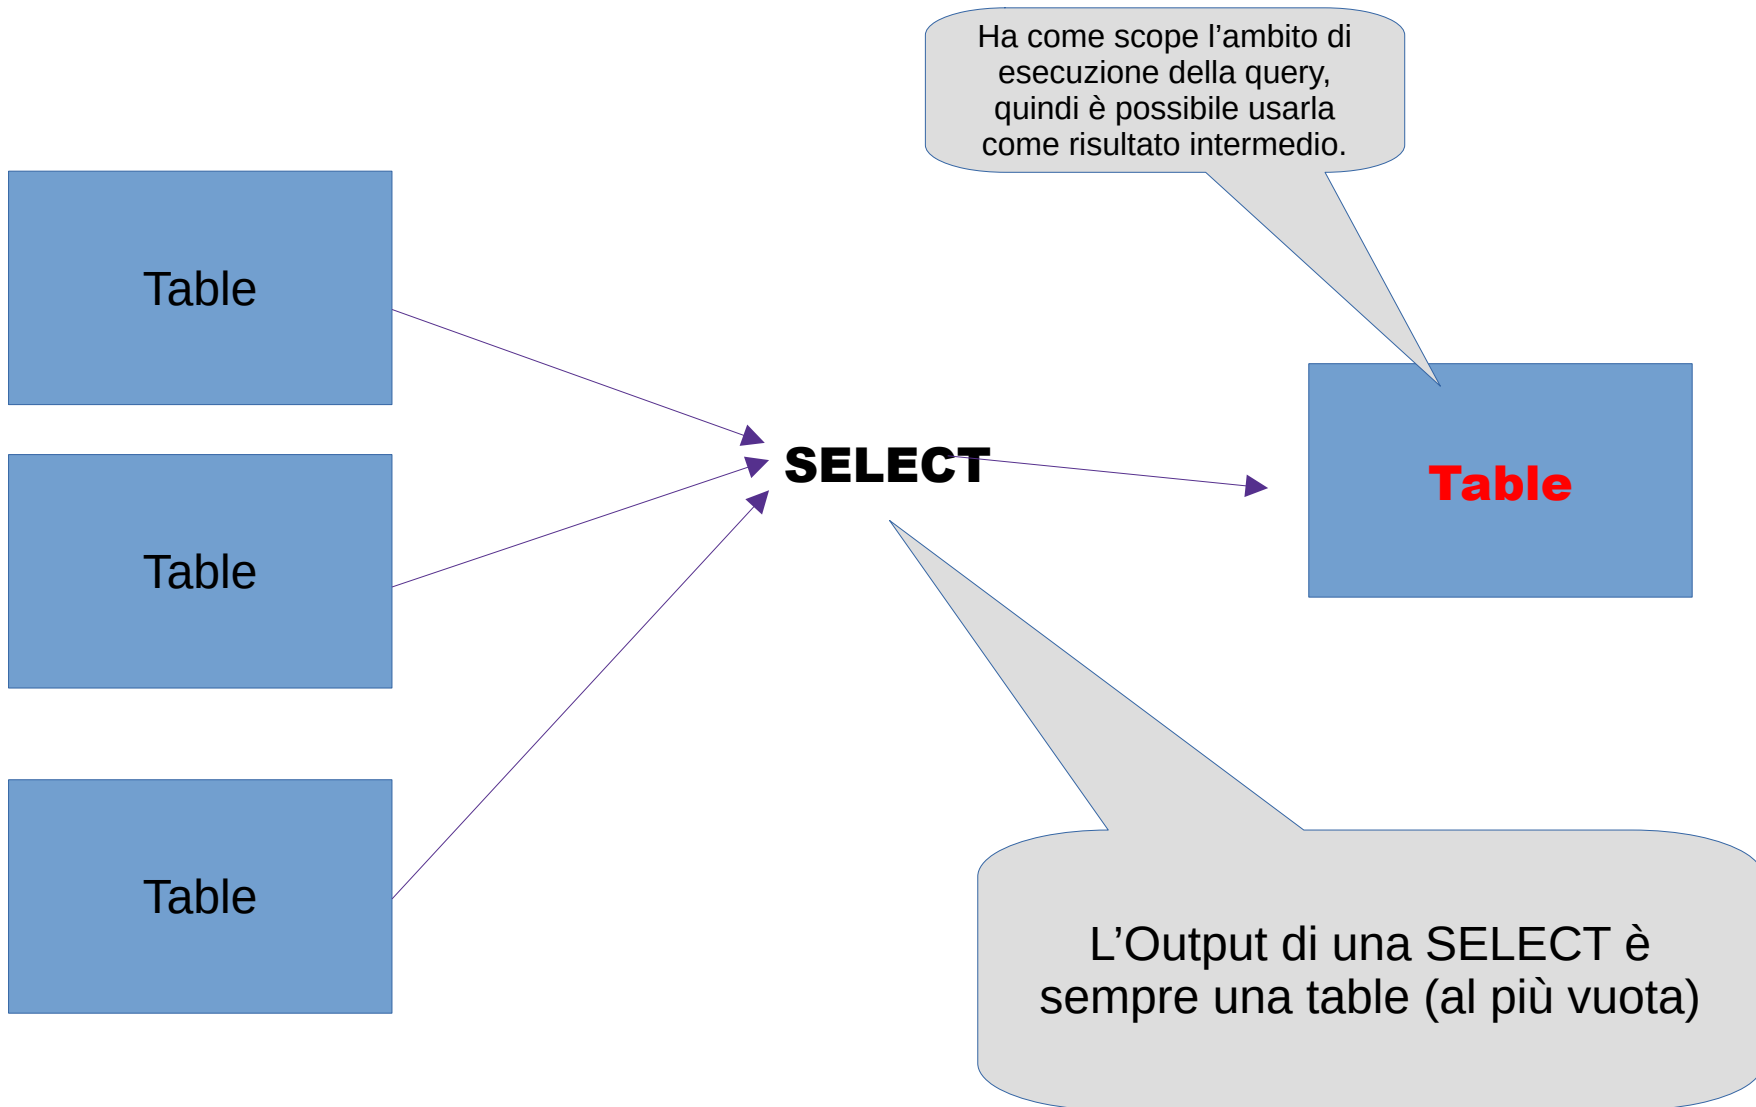 Ha come scope l’ambito di
esecuzione della query,
quindi è possibile usarla
come risultato intermedio.
Table
Table
Table
SELECT
Table
L’Output di una SELECT è
sempre una table (al più vuota)